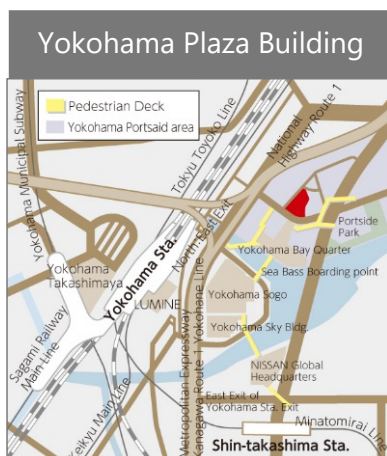 Yokohama Plaza Building
Pedestrian Deck
Yokohama Portsaid area
Yokohama Municipal Subway
Tokyu Toyoko Line
National
Highway Route 1
North-East Exit
Portside
Park
Yokohama Bay Quarter
Sea Bass Boarding point
Yokohama Sta.
Yokohama
Takashimaya
LUMINE
Yokohama Sogo
Yokohama Sky Bldg.
Sagami Railway
Main Line
Keikyu Main Line
Metropolitan Expressway
Kanagawa Route 1 Yokohane Line
NISSAN Global
Headquarters
East Exit of
Yokohama Sta. Exit
Minatomirai Line
Shin-takashima Sta.